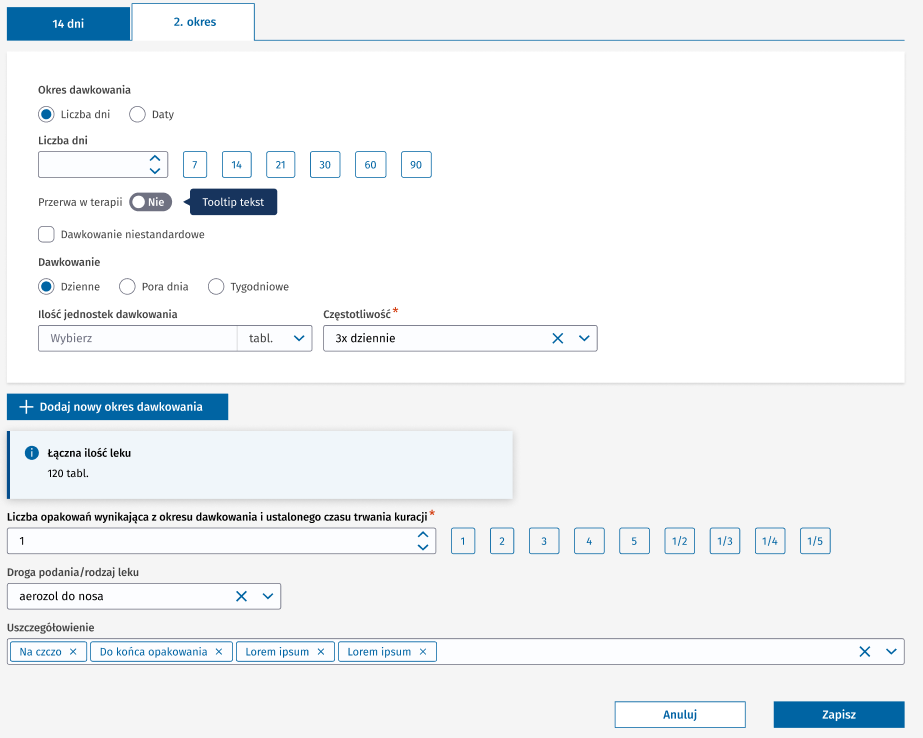 14 dni 2. okres
Okres dawkowania
Liczba dni Daty
Liczba dni
7 14 21 30 60 90
Przerwa w terapii Nie Tooltip tekst
Dawkowanie niestandardowe
Dawkowanie
Dzienne Pora dnia Tygodniowe
Ilość jednostek dawkowania Częstotliwość*
Wybierz tabl. 3x dziennie
Dodaj nowy okres dawkowania
Łączna ilość leku
120 tabl.
Liczba opakowań wynikająca z okresu dawkowania i ustalonego czasu trwania kuracji*
1 1 2 3 4 5 1/2 1/3 1/4 1/5
Droga podania/rodzaj leku
aerozol do nosa
Uszczegółowienie
Na czczo Do końca opakowania Lorem ipsum Lorem ipsum
Anuluj Zapisz